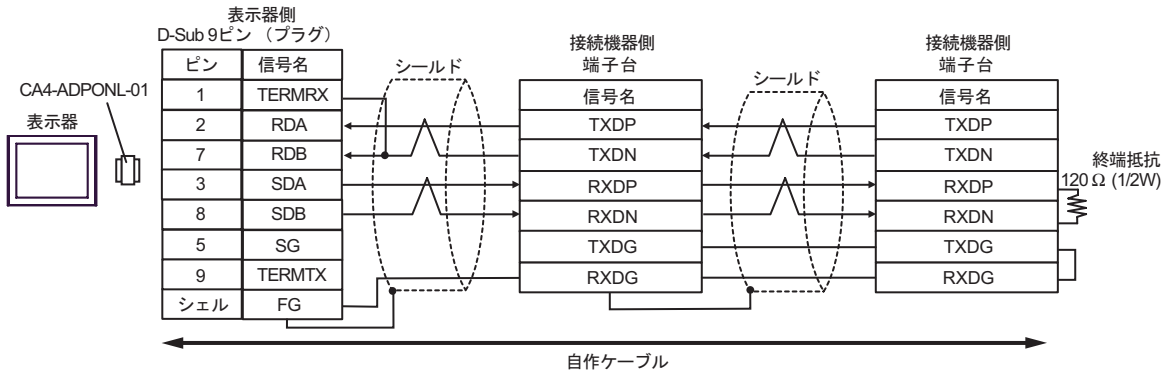 表示器側
D-Sub 9ピン (プラグ)
ピン 信号名
1 TERMRX
2 RDA
7 RDB
3 SDA
8 SDB
5 SG
9 TERMTX
シェル FG
CA4-ADPONL-01
表示器
シールド
接続機器側
端子台
信号名
TXDP
TXDN
RXDP
RXDN
TXDG
RXDG
シールド
接続機器側
端子台
信号名
TXDP
TXDN
RXDP
RXDN
TXDG
RXDG
終端抵抗
120 Ω (1/2W)
自作ケーブル